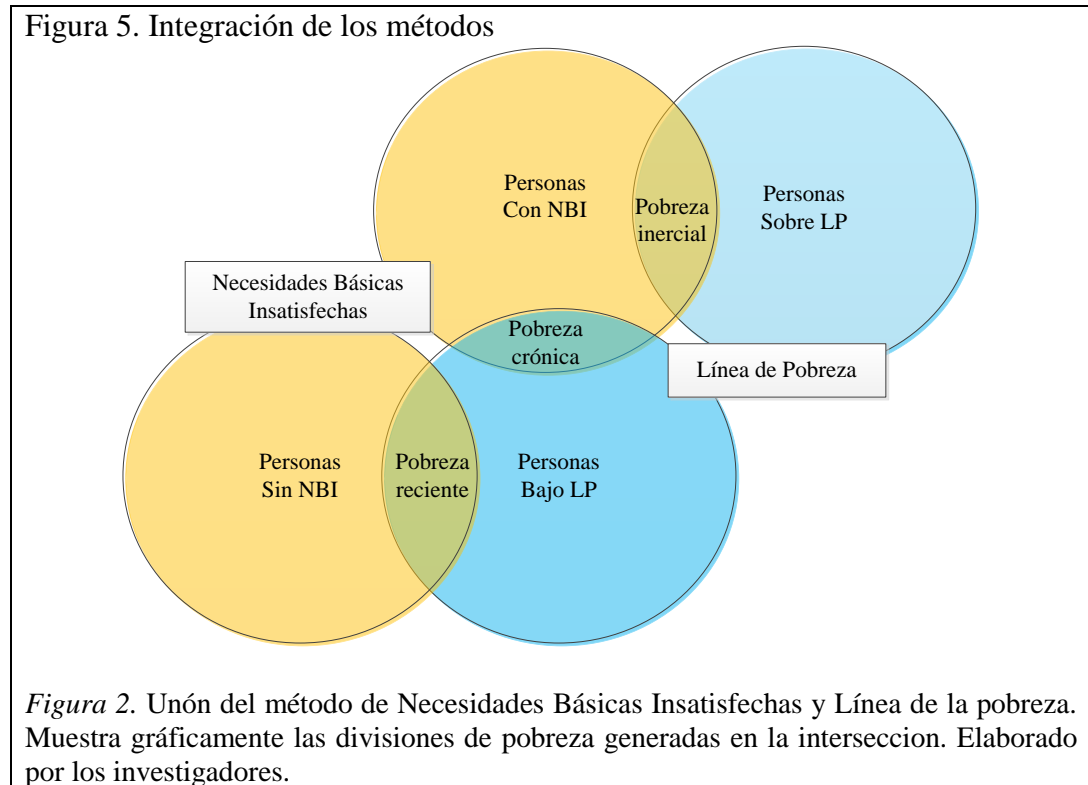 Figura 5. Integración de los métodos
Personas
Con NBI
Pobreza
inercial
Personas
Sobre LP
Necesidades Básicas
Insatisfechas
Pobreza
crónica
Línea de Pobreza
Personas
Sin NBI
Pobreza
reciente
Personas
Bajo LP
Figura 2. Unón del método de Necesidades Básicas Insatisfechas y Línea de la pobreza.
Muestra gráficamente las divisiones de pobreza generadas en la interseccion. Elaborado
por los investigadores.